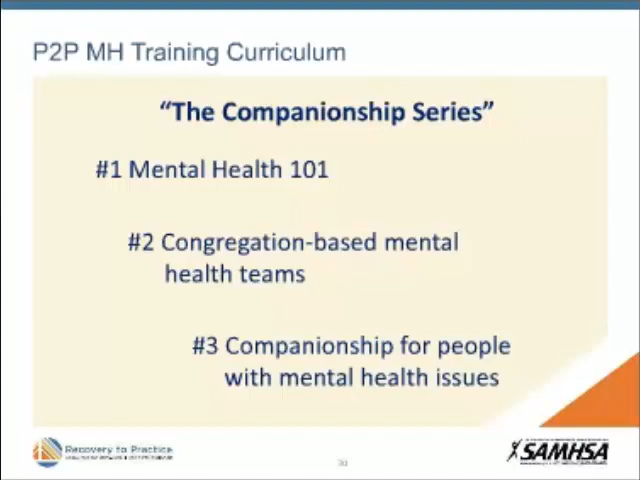 P2P MH Training Curriculum
“The Companionship Series”
#1 Mental Health 101
#2 Congregation-based mental
health teams
#3 Companionship for people
with mental health issues
Recovery to Practice
SAMHSA